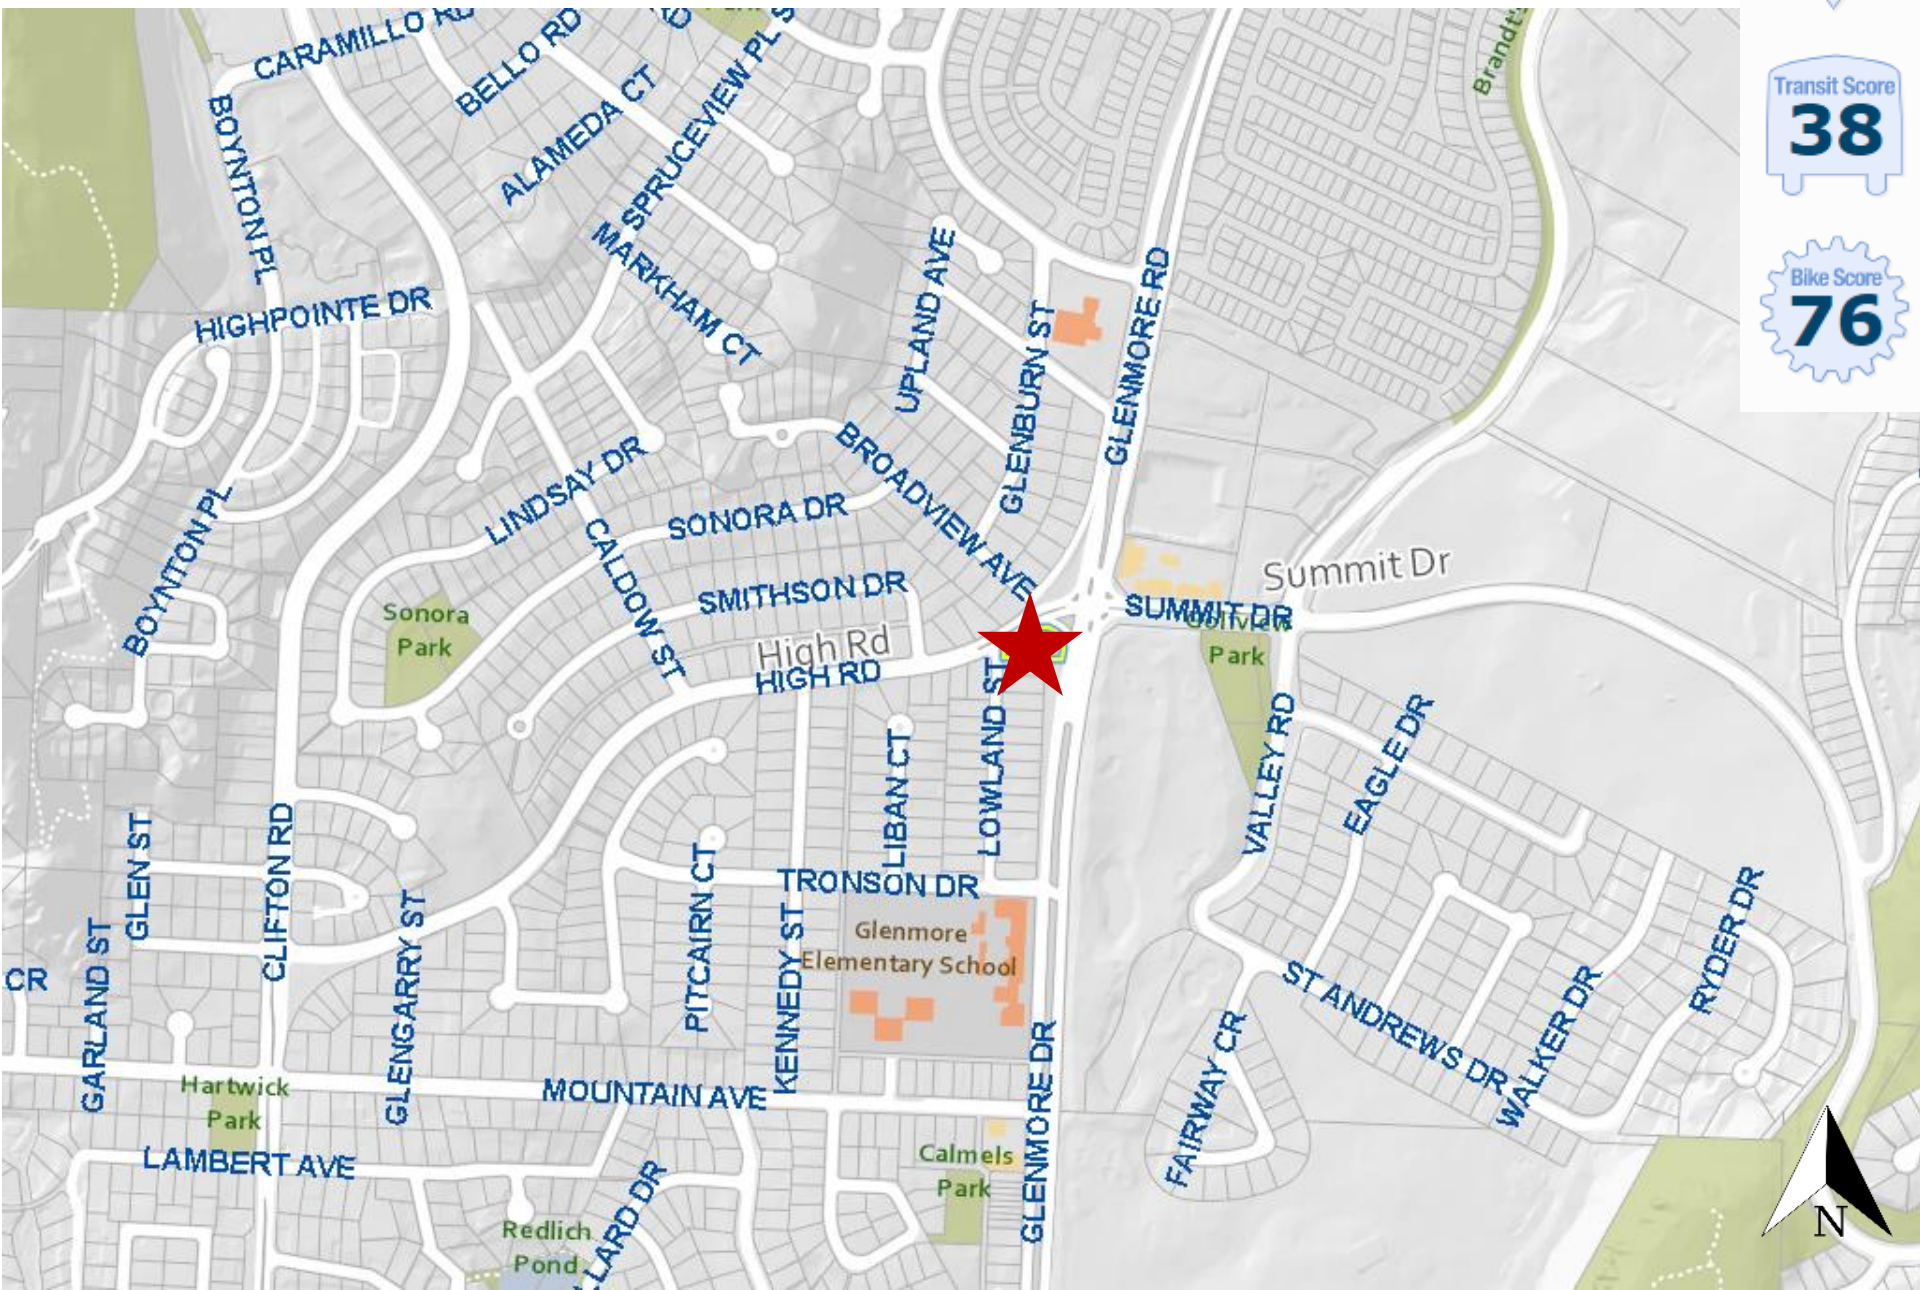 CARAMILLO RD
BELLO RD
RD
ALAMEDA CT
SPRUCEVIEW PL S
Brandt's
Transit Score
38
Bike Score
76
BOYNTON PL
MARKHAM CT
HIGHPOINTE DR
UPLAND AVE
GLENBURN ST
GLENMORE RD
LINDSAY DR
BROADVIEW AVE
SONORA DR
CALDOW ST
SMITHSON DR
BOYNTON PL
Sonora
Park
Summit Dr
SUMMIT DR
Park
High Rd
HIGH RD
LOWLAND ST
LIBAN CT
VALLEY RD
EAGLE DR
GLEN ST
CLIFTON RD
GLENGARRY ST
PITCAIRN CT
KENNEDY ST
TRONSON DR
Glenmore
Elementary School
GARLAND ST
CR
RYDER DR
ST ANDREWS DR
WALKER DR
FAIRWAY CR
GLENMORE DR
Hartwick
Park
MOUNTAIN AVE
LAMBERT AVE
Calmels
Park
Redlich
Pond
LLARD DR
N